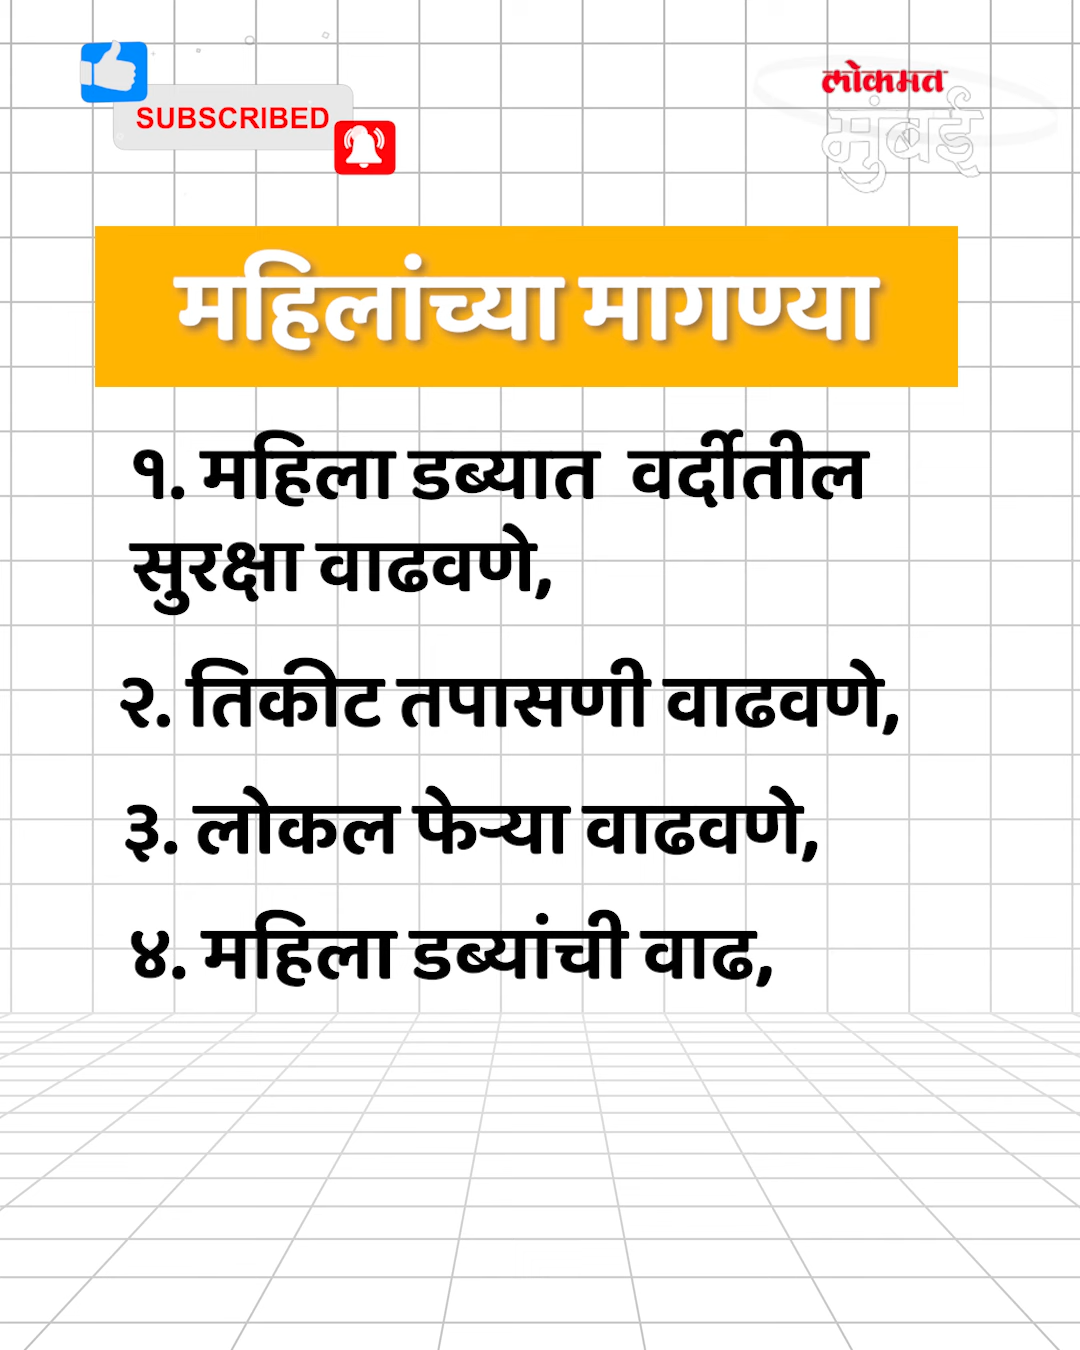 SUBSCRIBED
लोकमत
मुंबई
महिलांच्या मागण्या
१. महिला डब्यात वर्दीतील
सुरक्षा वाढवणे,
२. तिकीट तपासणी वाढवणे,
३. लोकल फेऱ्या वाढवणे,
४. महिला डब्यांची वाढ,